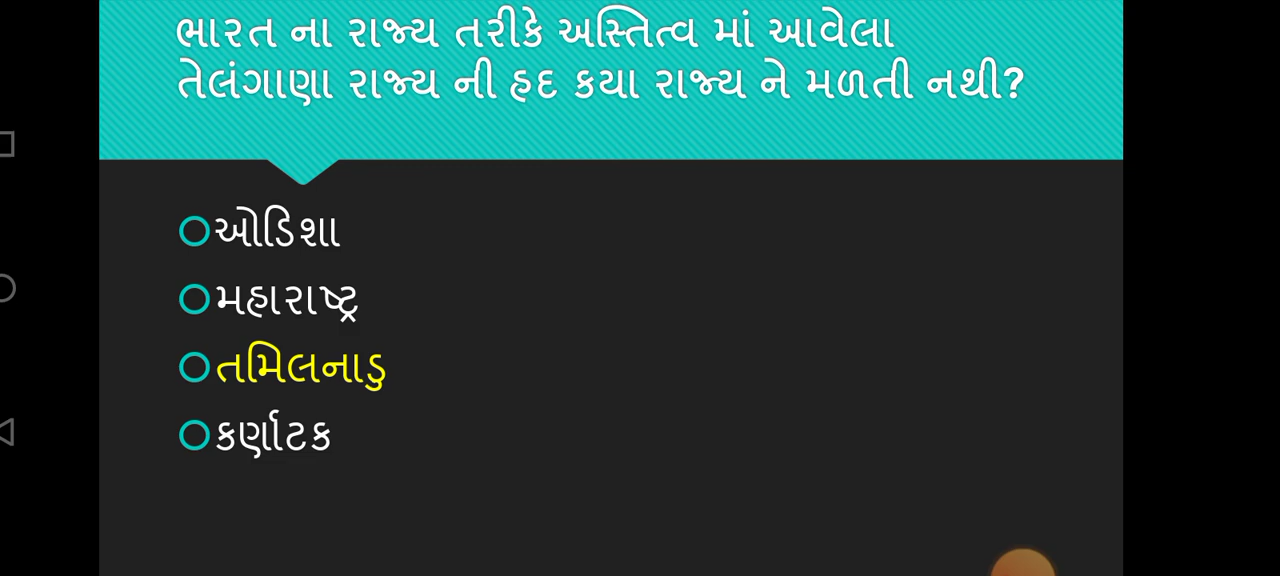 ભારત ના રાજ્ય તરીકે અસ્તિત્વ માં આવેલા
તેલંગાણા રાજ્ય ની હદ કયા રાજ્ય ને મળતી નથી?
ઓડિશા
મહારાષ્ટ્ર
તમિલનાડુ
કર્ણાટક